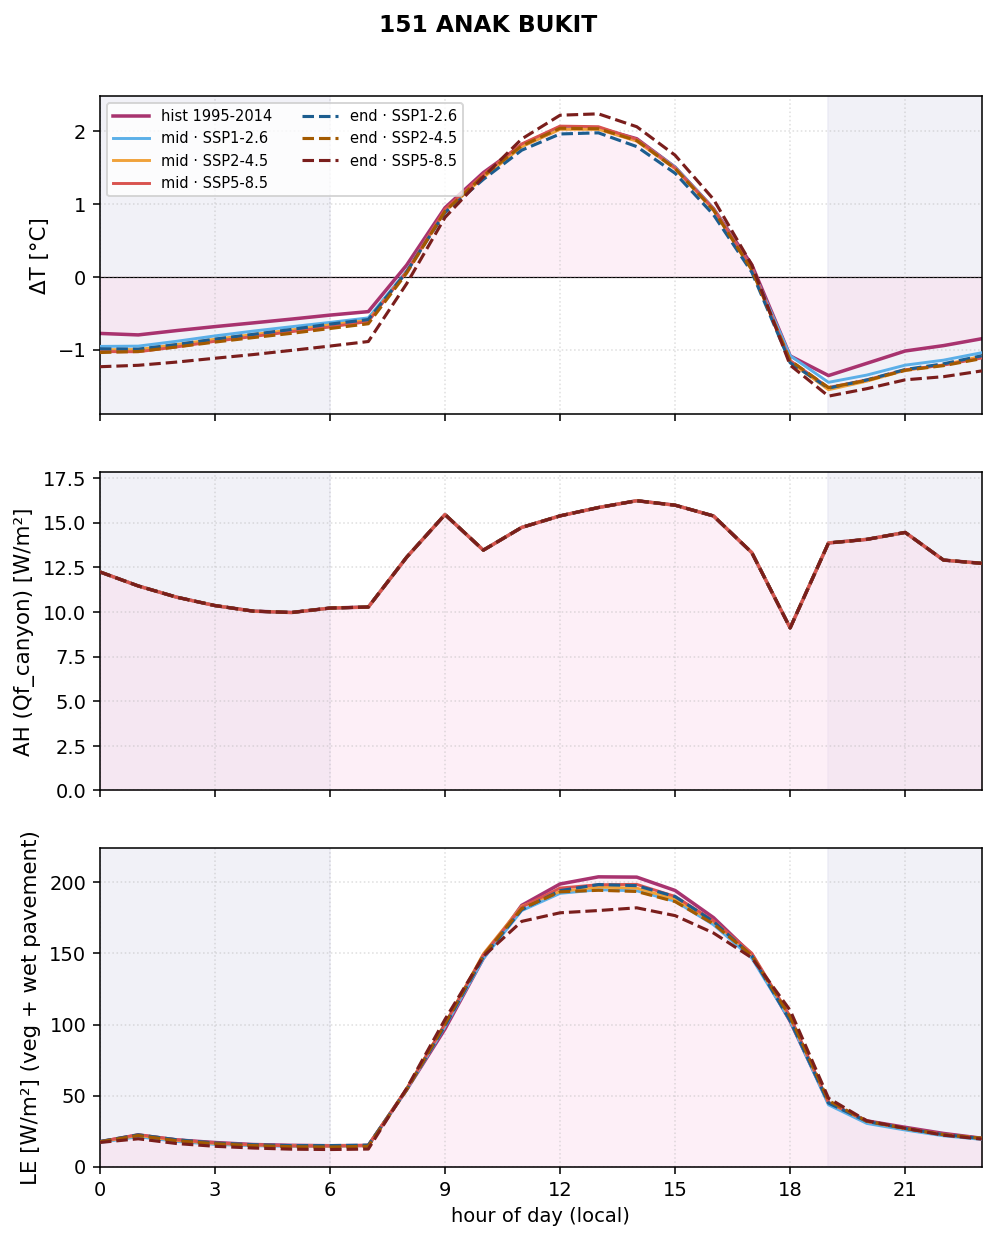 151 ANAK BUKIT
ΔT [°C]
2
1
0
−1
hist 1995-2014
mid · SSP1-2.6
mid · SSP2-4.5
mid · SSP5-8.5
end · SSP1-2.6
end · SSP2-4.5
end · SSP5-8.5
AH (Qf_canyon) [W/m²]
17.5
15.0
12.5
10.0
7.5
5.0
2.5
0.0
LE [W/m²] (veg + wet pavement)
200
150
100
50
0
0 3 6 9 12 15 18 21
hour of day (local)